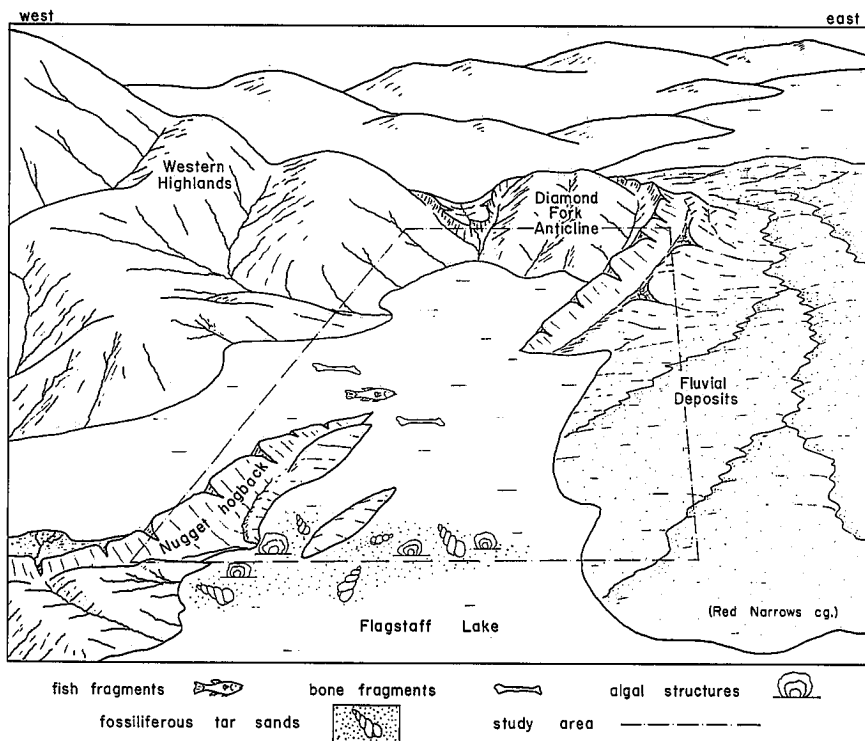 west east
Western
Highlands
Diamond
Fork
Anticline
Fluvial
Deposits
Nugget hogback
(Red Narrows cg.)
Flagstaff Lake
fish fragments bone fragments algal structures
fossiliferous tar sands study area